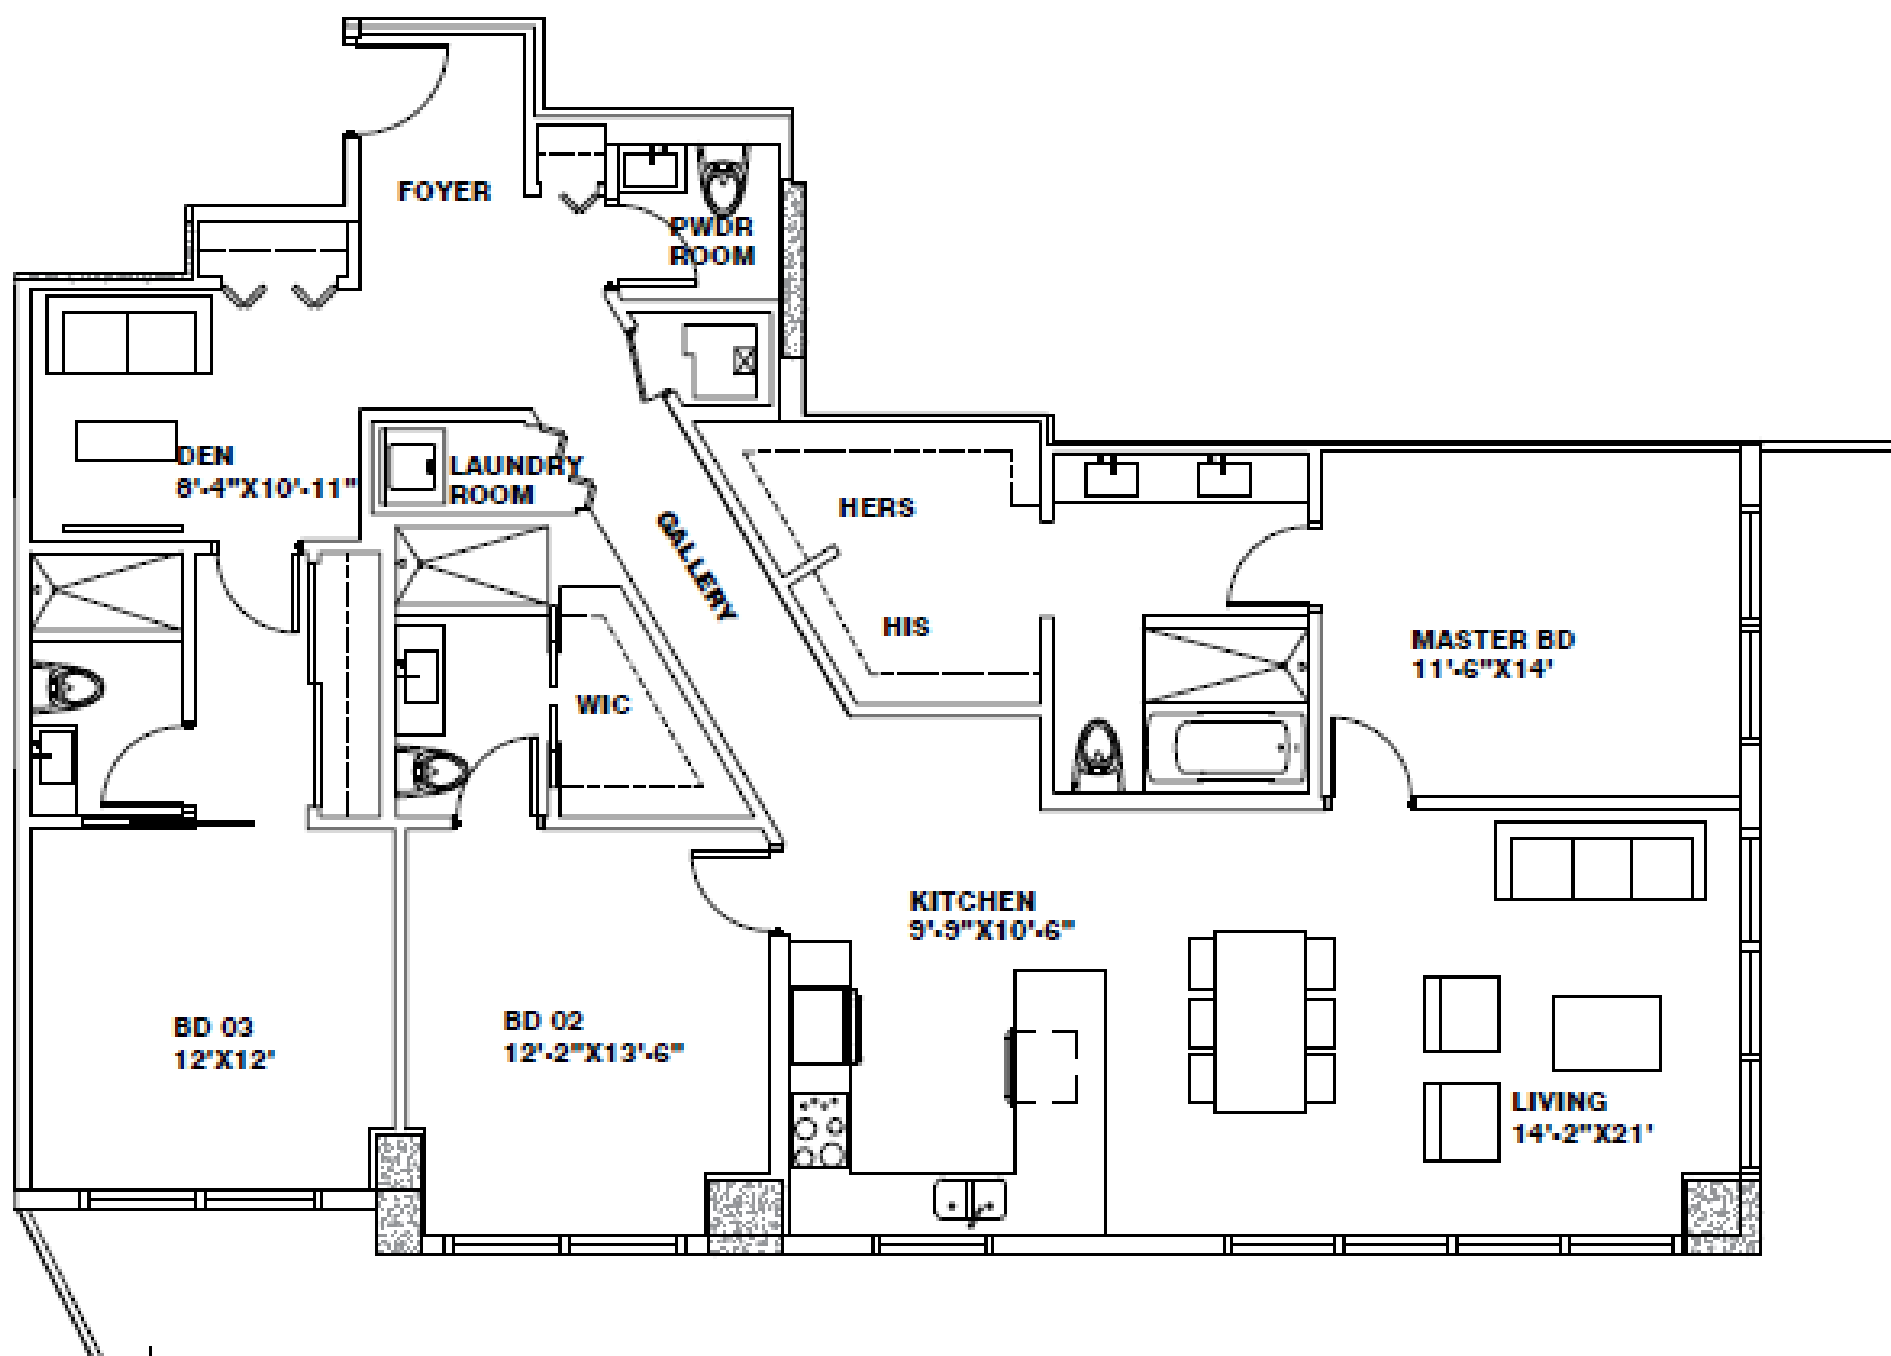 FOYER
PWDR
ROOM
DEN
8'-4"X10'-11"
LAUNDRY
ROOM
GALLERY
HERS
HIS
WIC
MASTER BD
11'-6"X14'
KITCHEN
9'-9"X10'-6"
BD 03
12'X12'
BD 02
12'-2"X13'-6"
LIVING
14'-2"X21'